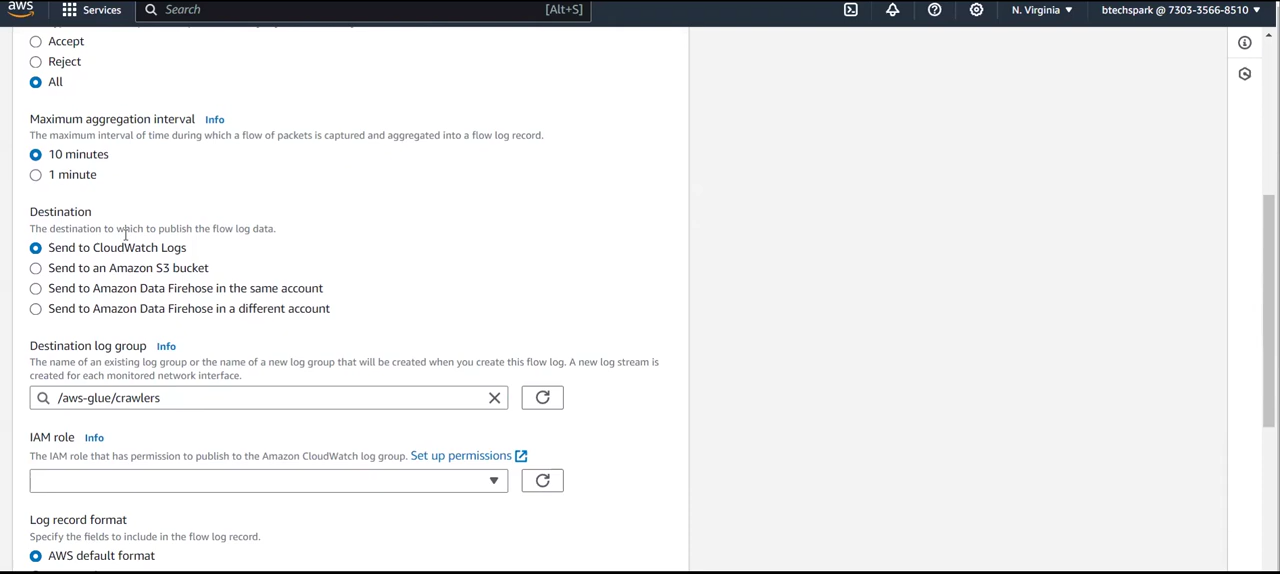 aws
Services
Search
[Alt+S]
N. Virginia
btechspark @ 7303-3566-8510
Accept
Reject
All
Maximum aggregation interval Info
The maximum interval of time during which a flow of packets is captured and aggregated into a flow log record.
10 minutes
1 minute
Destination
The destination to which to publish the flow log data.
Send to CloudWatch Logs
Send to an Amazon S3 bucket
Send to Amazon Data Firehose in the same account
Send to Amazon Data Firehose in a different account
Destination log group Info
The name of an existing log group or the name of a new log group that will be created when you create this flow log. A new log stream is
created for each monitored network interface.
/aws-glue/crawlers
IAM role Info
The IAM role that has permission to publish to the Amazon CloudWatch log group. Set up permissions
Log record format
Specify the fields to include in the flow log record.
AWS default format